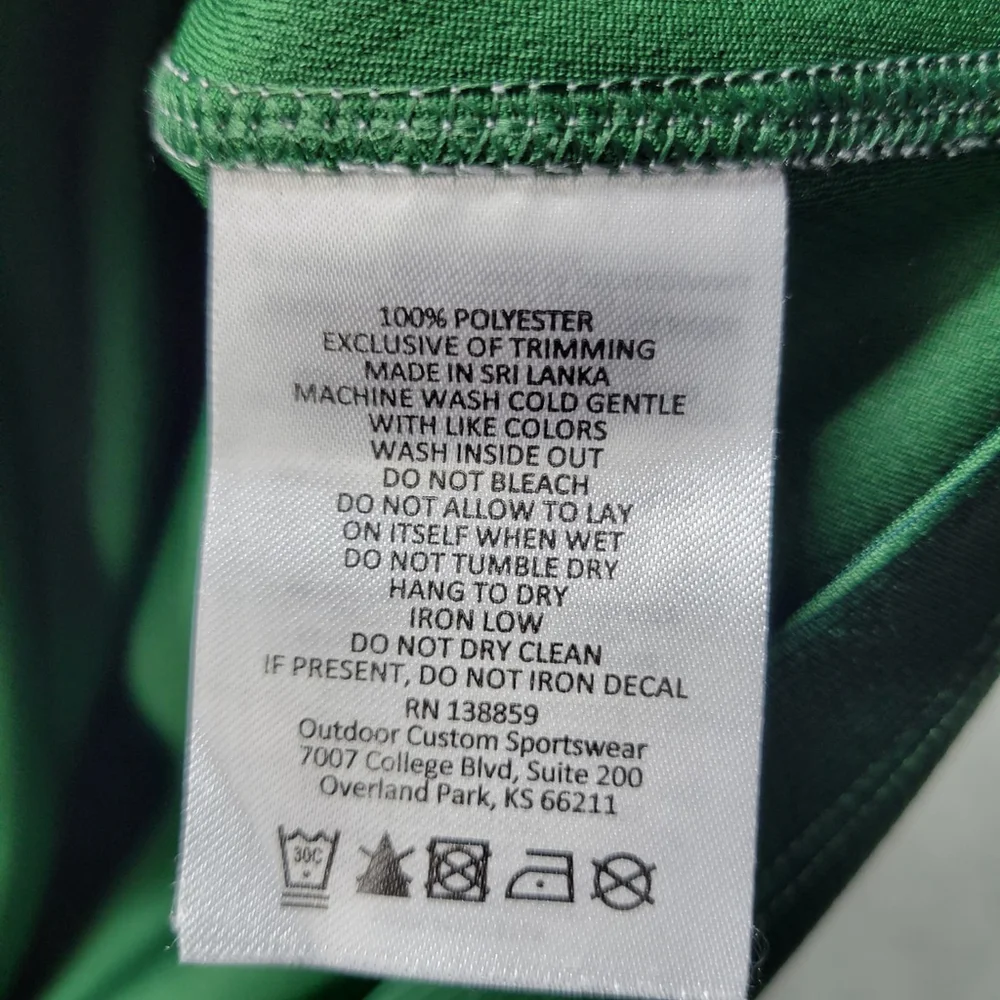 100% POLYESTER
EXCLUSIVE OF TRIMMING
MADE IN SRI LANKA
MACHINE WASH COLD GENTLE
WITH LIKE COLORS
WASH INSIDE OUT
DO NOT BLEACH
DO NOT ALLOW TO LAY
ON ITSELF WHEN WET
DO NOT TUMBLE DRY
HANG TO DRY
IRON LOW
DO NOT DRY CLEAN
IF PRESENT, DO NOT IRON DECAL
RN 138859
Outdoor Custom Sportswear
7007 College Blvd, Suite 200
Overland Park, KS 66211
30C